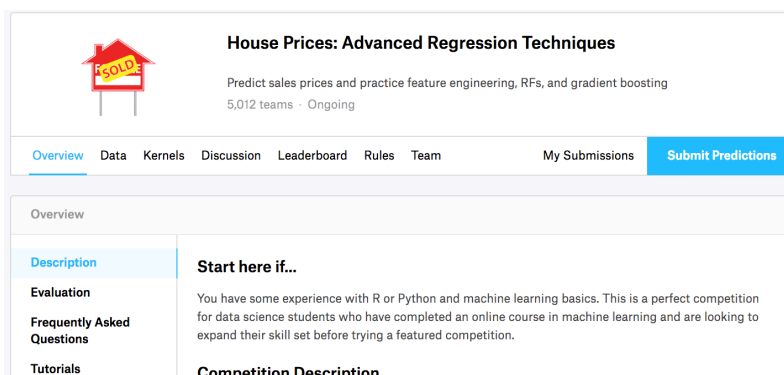 SOLD
House Prices: Advanced Regression Techniques
Predict sales prices and practice feature engineering, RFs, and gradient boosting
5,012 teams · Ongoing
Overview Data Kernels Discussion Leaderboard Rules Team My Submissions Submit Predictions
Overview
Description
Evaluation
Frequently Asked
Questions
Tutorials
Start here if...
You have some experience with R or Python and machine learning basics. This is a perfect competition
for data science students who have completed an online course in machine learning and are looking to
expand their skill set before trying a featured competition.
Competition Description